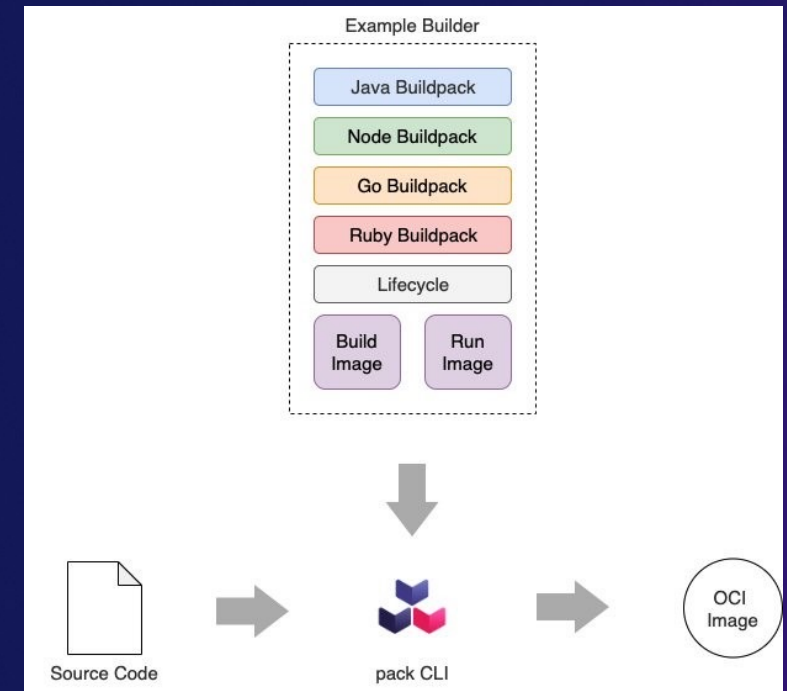 Example Builder
Java Buildpack
Node Buildpack
Go Buildpack
Ruby Buildpack
Lifecycle
Build
Image
Run
Image
Source Code
pack CLI
OCI
Image